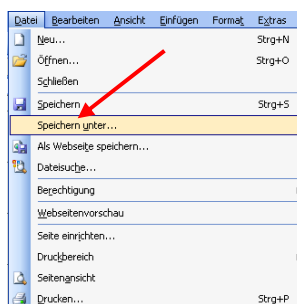 Datei Bearbeiten Ansicht Einfügen Format Extras
Neu... Strg+N
Öffnen... Strg+O
Schließen
Speichern Strg+S
Speichern unter...
Als Webseite speichern...
Dateisuche...
Berechtigung
Webseitenvorschau
Seite einrichten...
Druckbereich
Seitenansicht
Drucken... Strg+P